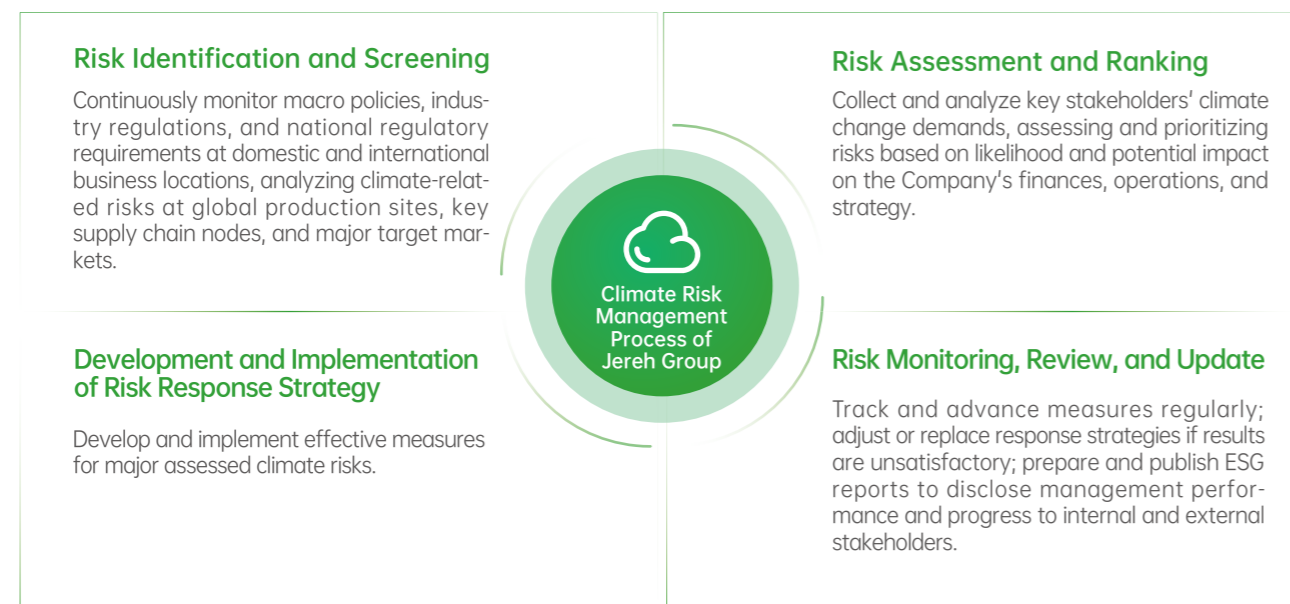 Risk Identification and Screening
Continuously monitor macro policies, indus-
try regulations, and national regulatory
requirements at domestic and international
business locations, analyzing climate-relat-
ed risks at global production sites, key
supply chain nodes, and major target mar-
kets.
Risk Assessment and Ranking
Collect and analyze key stakeholders' climate
change demands, assessing and prioritizing
risks based on likelihood and potential impact
on the Company's finances, operations, and
strategy.
Climate Risk
Management
Process of
Jereh Group
Development and Implementation
of Risk Response Strategy
Develop and implement effective measures
for major assessed climate risks.
Risk Monitoring, Review, and Update
Track and advance measures regularly;
adjust or replace response strategies if results
are unsatisfactory; prepare and publish ESG
reports to disclose management perfor-
mance and progress to internal and external
stakeholders.